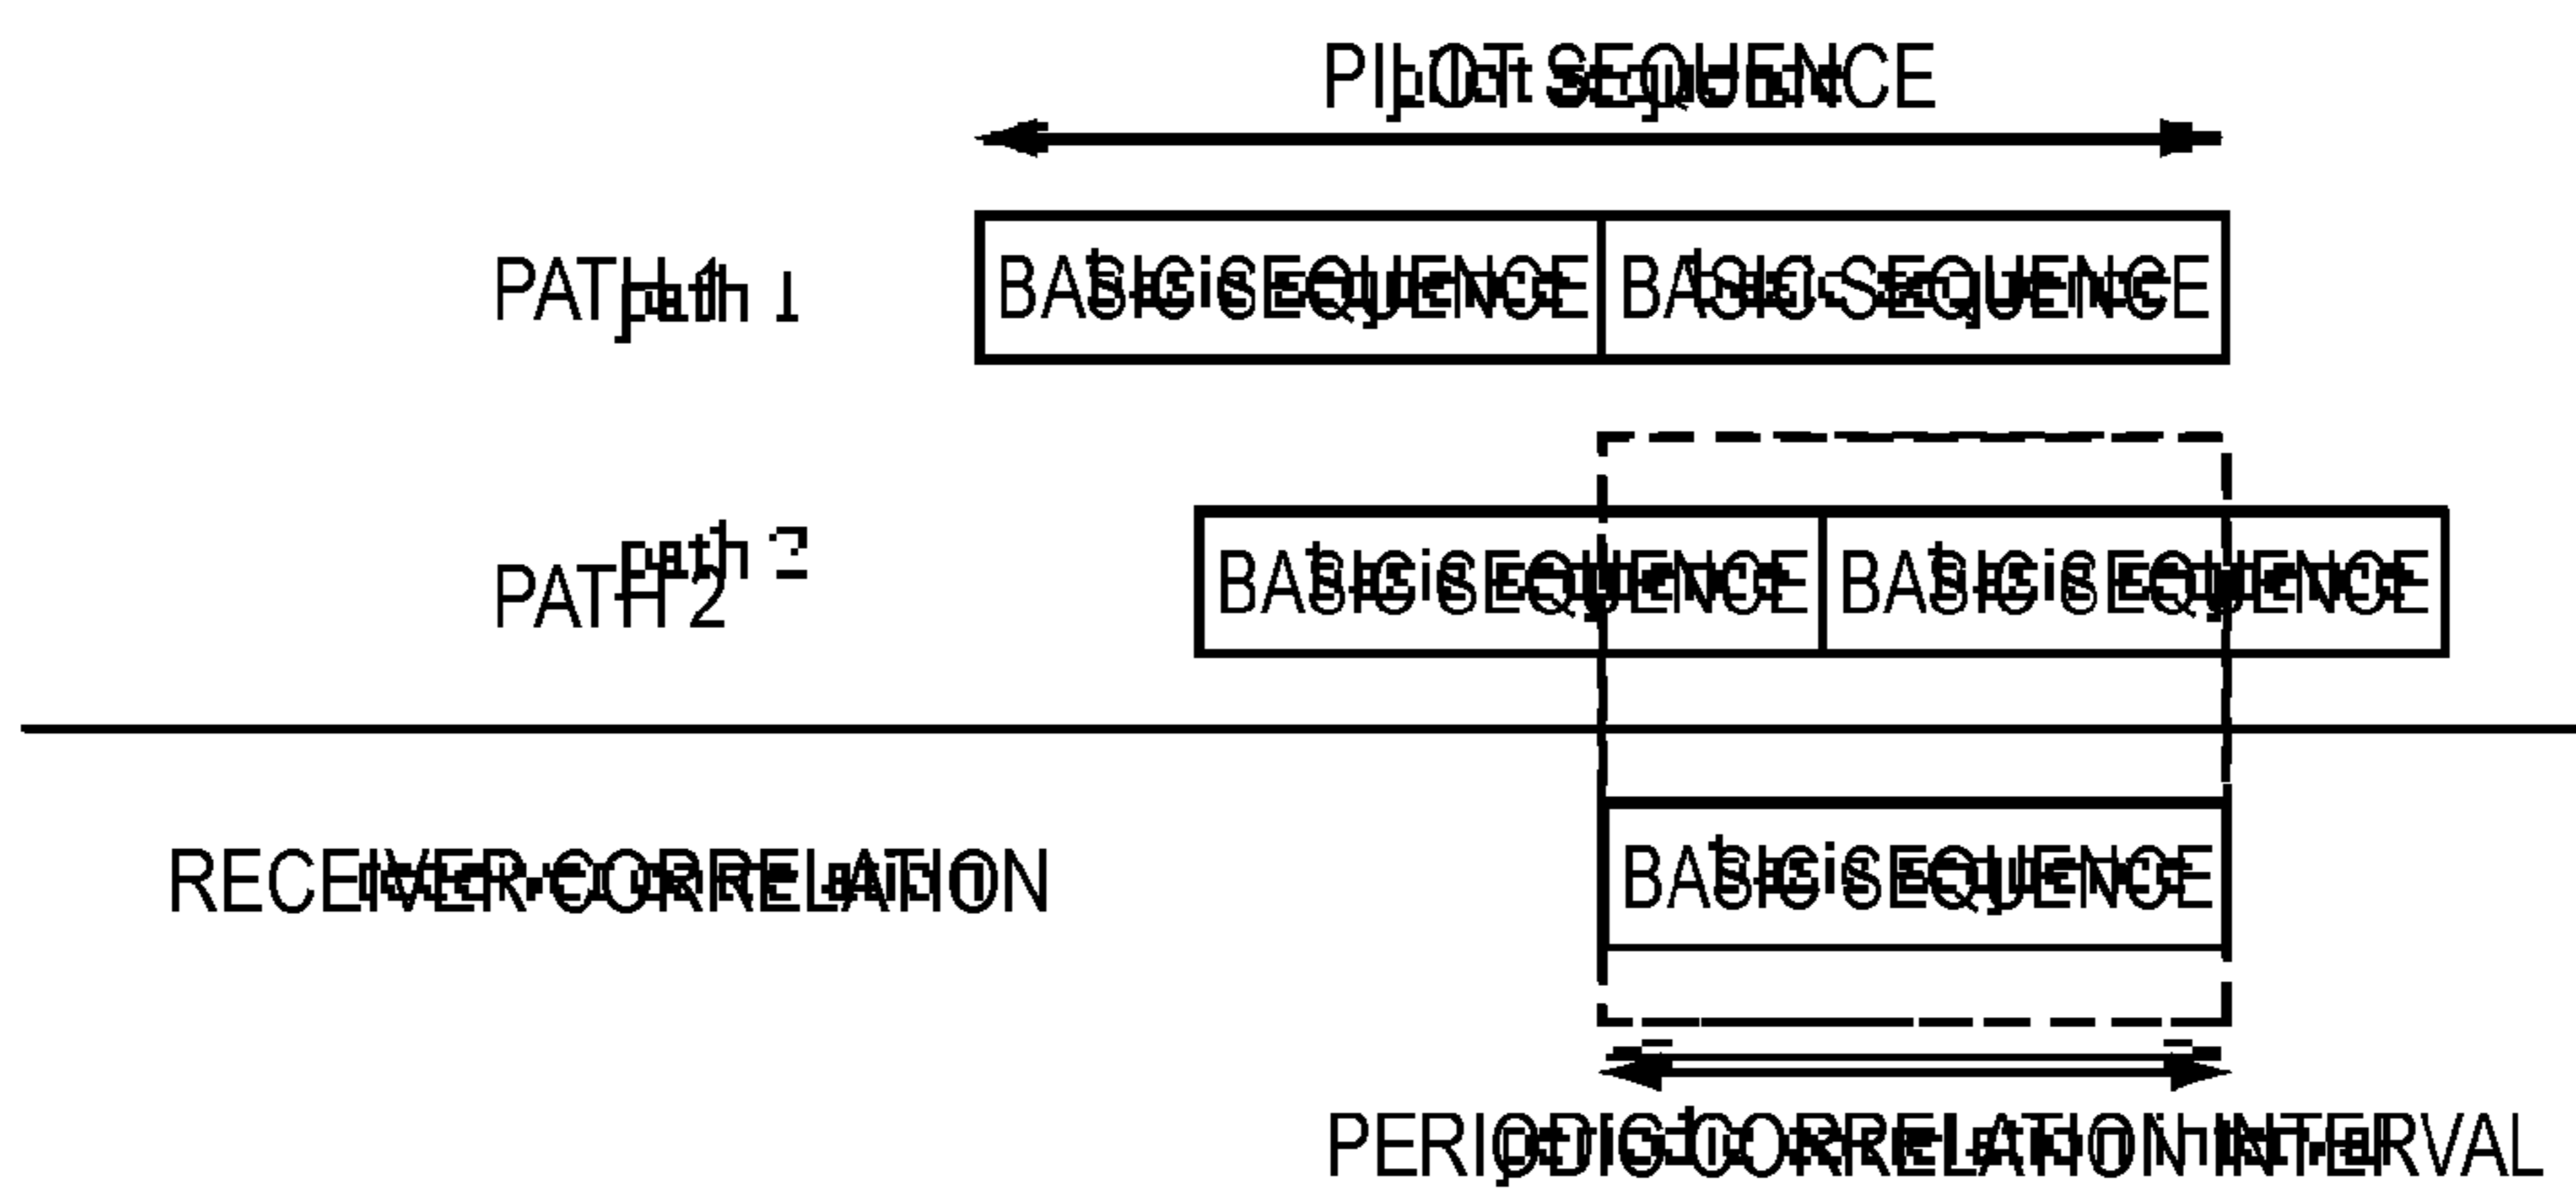 PILOT SEQUENCE
PATH 1
BASIC SEQUENCE
BASIC SEQUENCE
PATH 2
BASIC SEQUENCE
BASIC SEQUENCE
RECEIVER CORRELATION
BASIC SEQUENCE
PERIODIC CORRELATION INTERVAL